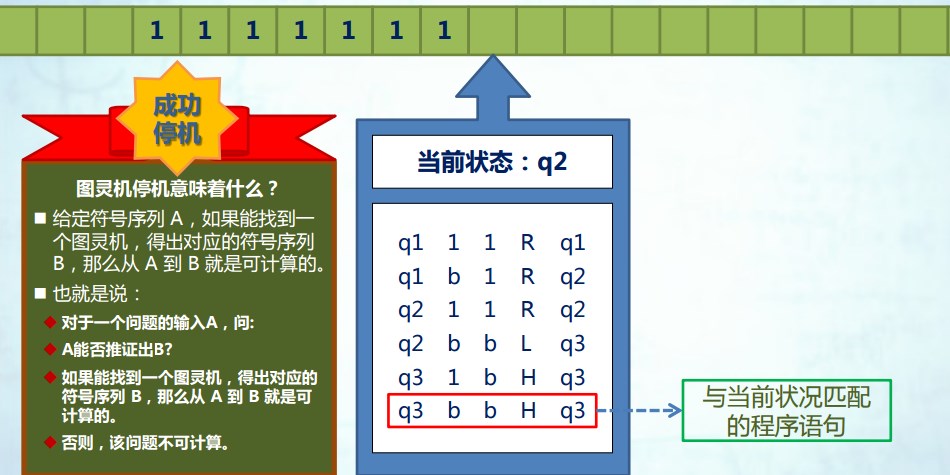 1 1 1 1 1 1 1
成功
停机
图灵机停机意味着什么？
给定符号序列 A，如果能找到一
个图灵机，得出对应的符号序列
B，那么从 A 到 B 就是可计算的。
也就是说：
对于一个问题的输入A，问:
A能否推证出B?
如果能找到一个图灵机，得出对应的
符号序列 B，那么从 A 到 B 就是可
计算的。
否则，该问题不可计算。
当前状态：q2
q1 1 1 R q1
q1 b 1 R q2
q2 1 1 R q2
q2 b b L q3
q3 1 b H q3
q3 b b H q3
与当前状况匹配
的程序语句